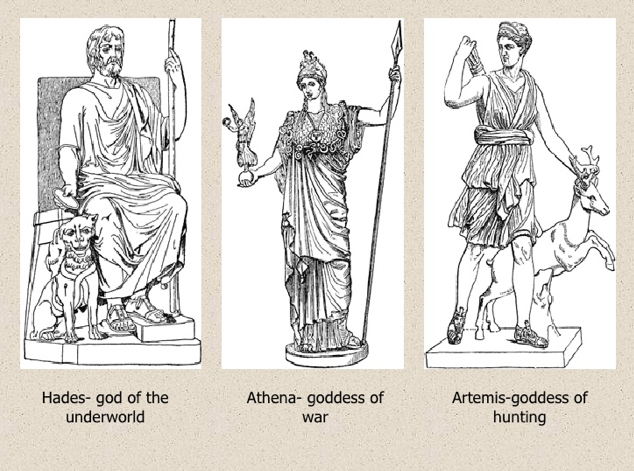 Hades- god of the
underworld
Athena- goddess of
war
Artemis-goddess of
hunting